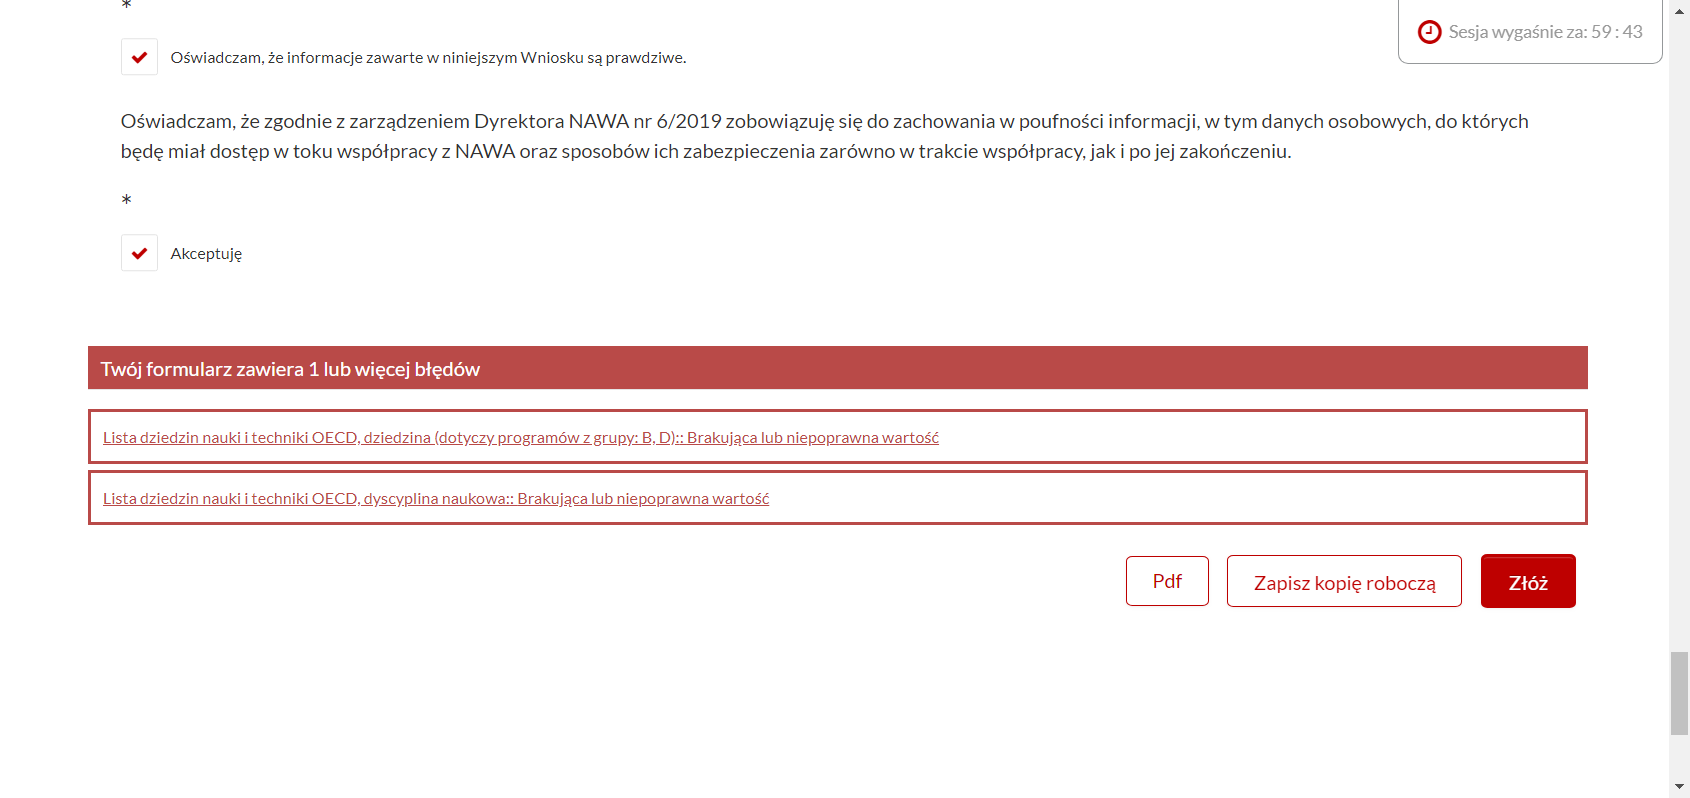 *
Sesja wygaśnie za: 59 : 43
Oświadczam, że informacje zawarte w niniejszym Wniosku są prawdziwe.
Oświadczam, że zgodnie z zarządzeniem Dyrektora NAWA nr 6/2019 zobowiązuję się do zachowania w poufności informacji, w tym danych osobowych, do których
będę miał dostęp w toku współpracy z NAWA oraz sposobów ich zabezpieczenia zarówno w trakcie współpracy, jak i po jej zakończeniu.
*
Akceptuję
Twój formularz zawiera 1 lub więcej błędów
Lista dziedzin nauki i techniki OECD, dziedzina (dotyczy programów z grupy: B, D):: Brakująca lub niepoprawna wartość
Lista dziedzin nauki i techniki OECD, dyscyplina naukowa:: Brakująca lub niepoprawna wartość
Pdf
Zapisz kopię roboczą
Złóż